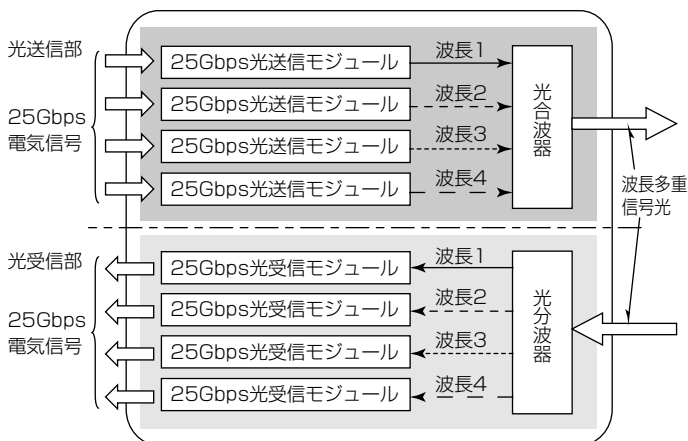 光送信部
25Gbps
電気信号
25Gbps光送信モジュール
波長1
25Gbps光送信モジュール
波長2
25Gbps光送信モジュール
波長3
25Gbps光送信モジュール
波長4
光合波器
波長多重
信号光
光受信部
25Gbps
電気信号
25Gbps光受信モジュール
波長1
25Gbps光受信モジュール
波長2
25Gbps光受信モジュール
波長3
25Gbps光受信モジュール
波長4
光分波器